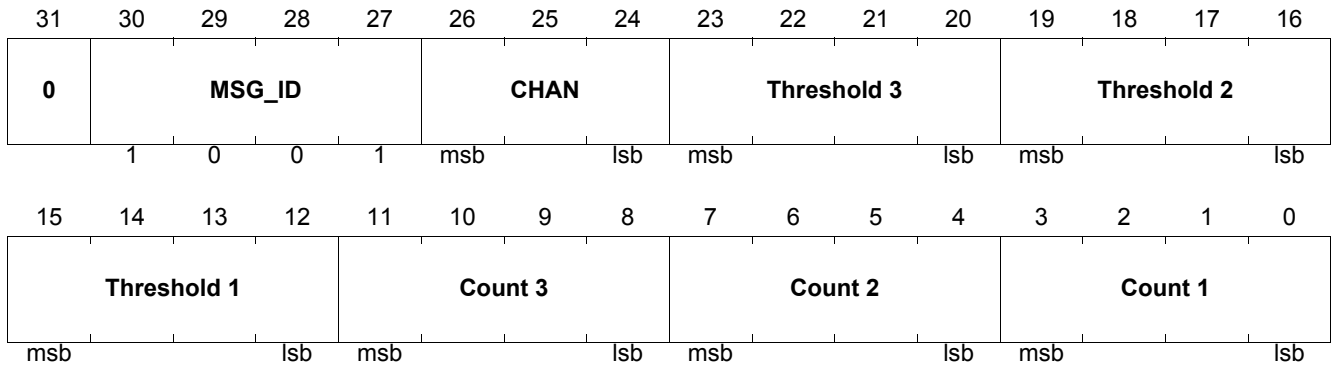 31 30 29 28 27 26 25 24 23 22 21 20 19 18 17 16
0 MSG_ID CHAN Threshold 3 Threshold 2
1 0 0 1 msb lsb msb lsb msb lsb
15 14 13 12 11 10 9 8 7 6 5 4 3 2 1 0
Threshold 1 Count 3 Count 2 Count 1
msb lsb msb lsb msb lsb msb lsb